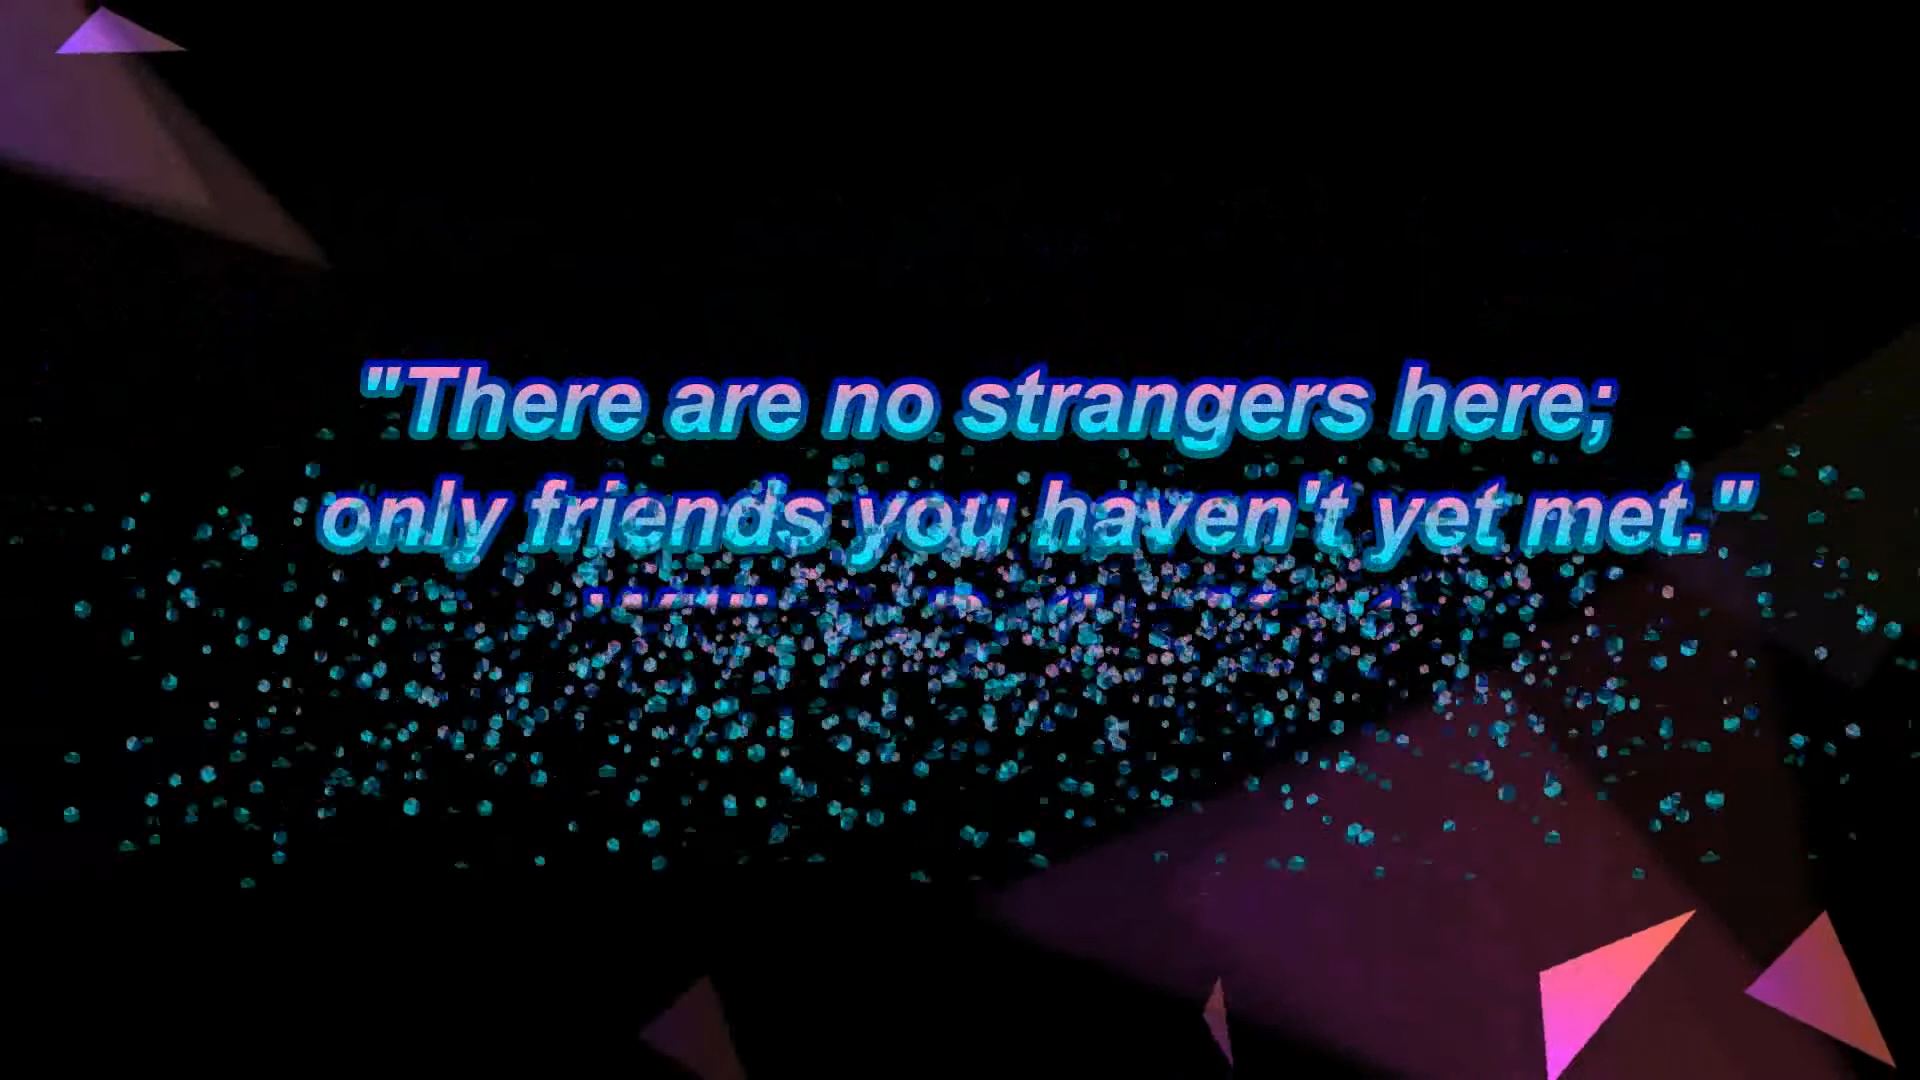 "There are no strangers here;
only friends you haven't yet met."